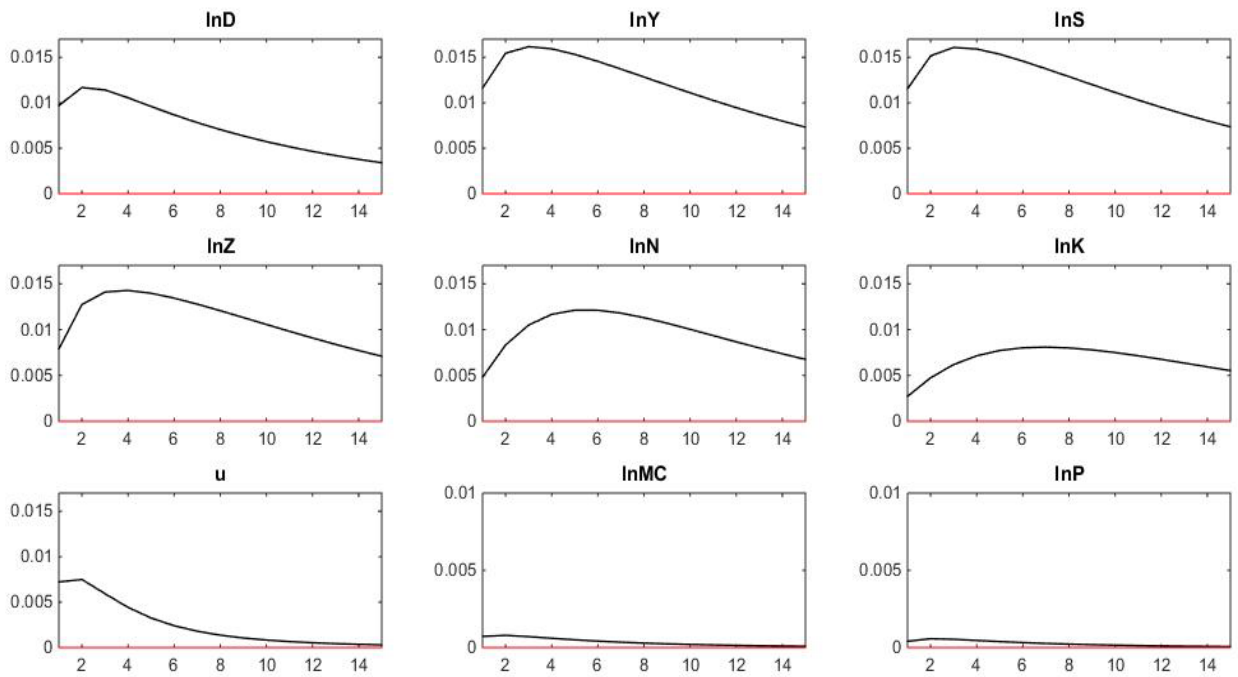 lnD lnY lnS
0.015 0.015 0.015
0.01 0.01 0.01
0.005 0.005 0.005
0 0 0
2 4 6 8 10 12 14 2 4 6 8 10 12 14 2 4 6 8 10 12 14
lnZ lnN lnK
0.015 0.015 0.015
0.01 0.01 0.01
0.005 0.005 0.005
0 0 0
2 4 6 8 10 12 14 2 4 6 8 10 12 14 2 4 6 8 10 12 14
u lnMC lnP
0.015 0.01 0.01
0.01
0.005 0.005 0.005
0 0 0
2 4 6 8 10 12 14 2 4 6 8 10 12 14 2 4 6 8 10 12 14